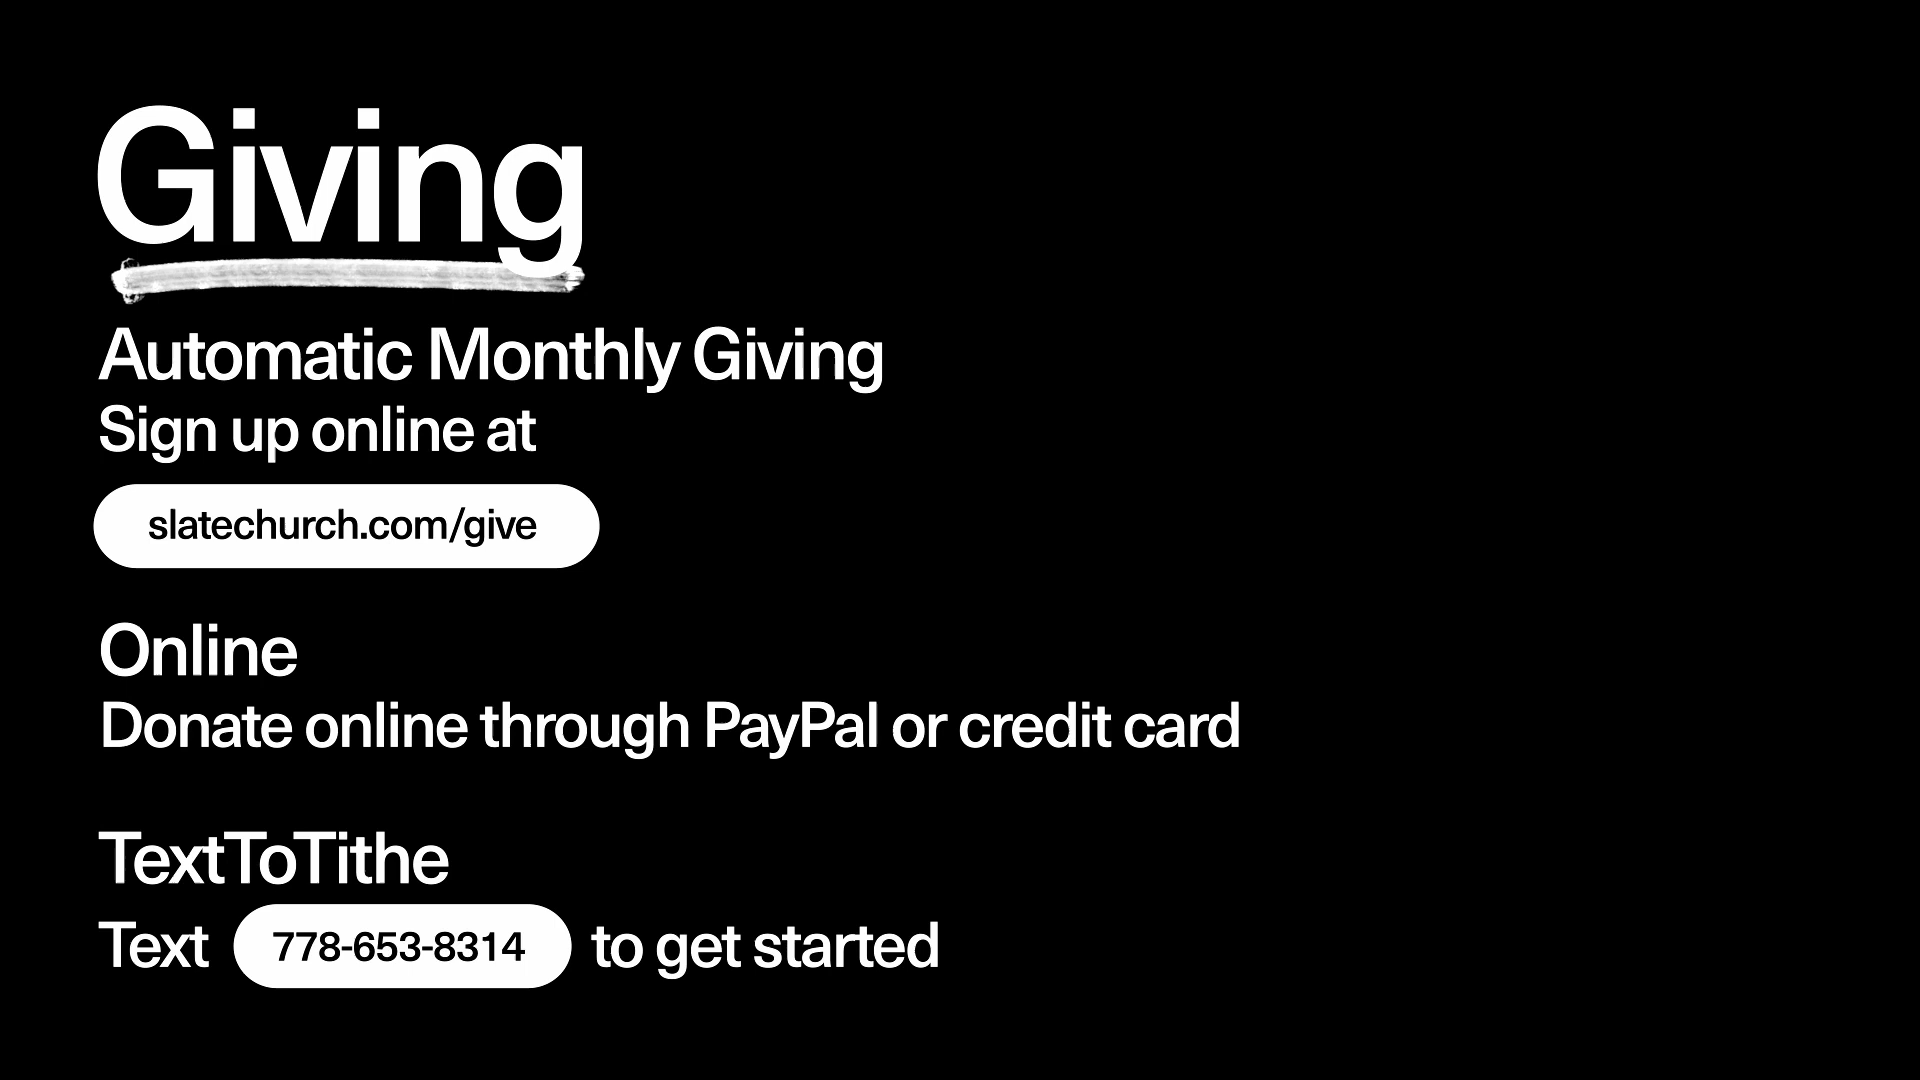 Giving
Automatic Monthly Giving
Sign up online at
slatechurch.com/give
Online
Donate online through PayPal or credit card
TextToTithe
Text 778-653-8314 to get started